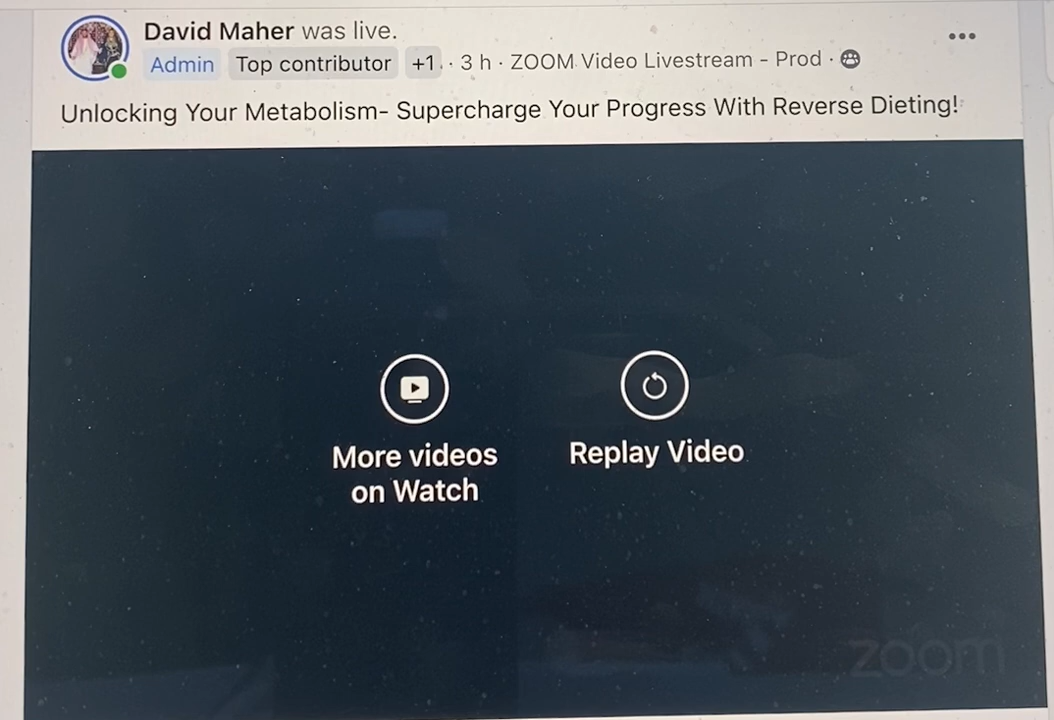 David Maher was live.
Admin Top contributor +1 · 3 h · ZOOM Video Livestream - Prod ·
Unlocking Your Metabolism- Supercharge Your Progress With Reverse Dieting!
More videos
on Watch
Replay Video
zoom